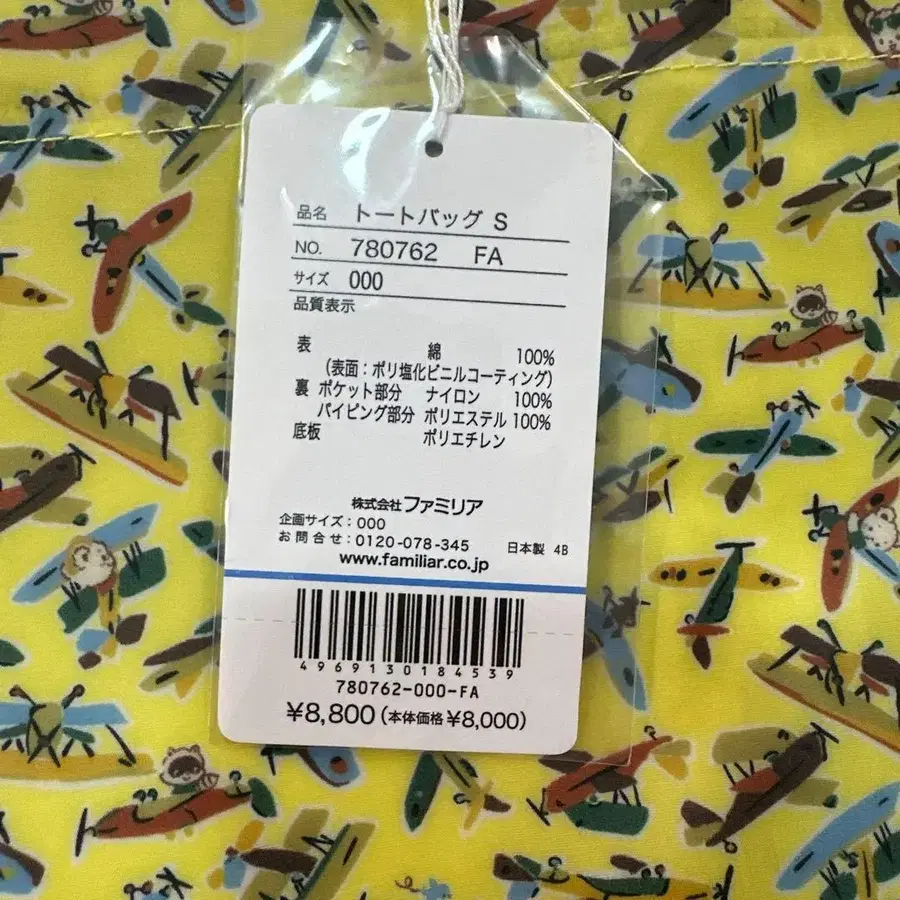 品名 トートバッグ S
NO. 780762 FA
サイズ 000
品質表示
表 綿 100%
(表面：ポリ塩化ビニルコーティング)
裏 ポケット部分 ナイロン 100%
パイピング部分 ポリエステル 100%
底板 ポリエチレン
株式会社ファミリア
企画サイズ：000
お問合せ：0120-078-345 日本製 4B
www.familiar.co.jp
4969130184539
780762-000-FA
¥8,800(本体価格¥8,000)